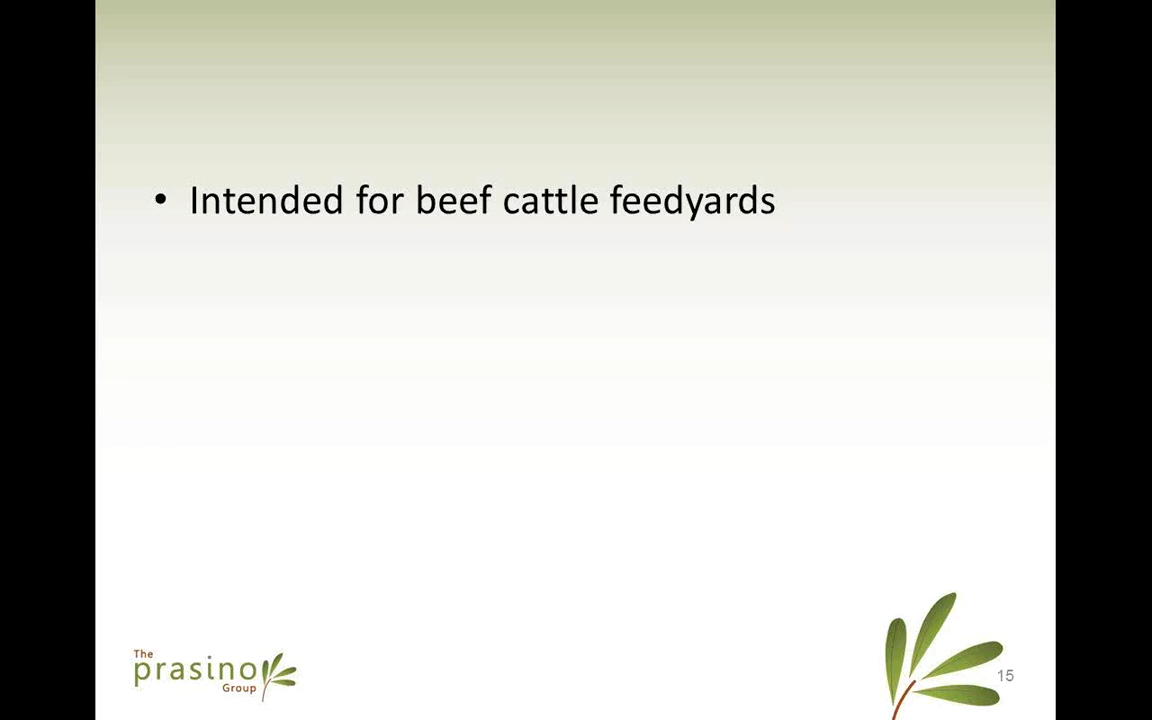 • Intended for beef cattle feedyards
The
prasino
Group
15